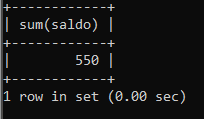 +------------+
| sum(saldo) |
+------------+
|        550 |
+------------+
1 row in set (0.00 sec)